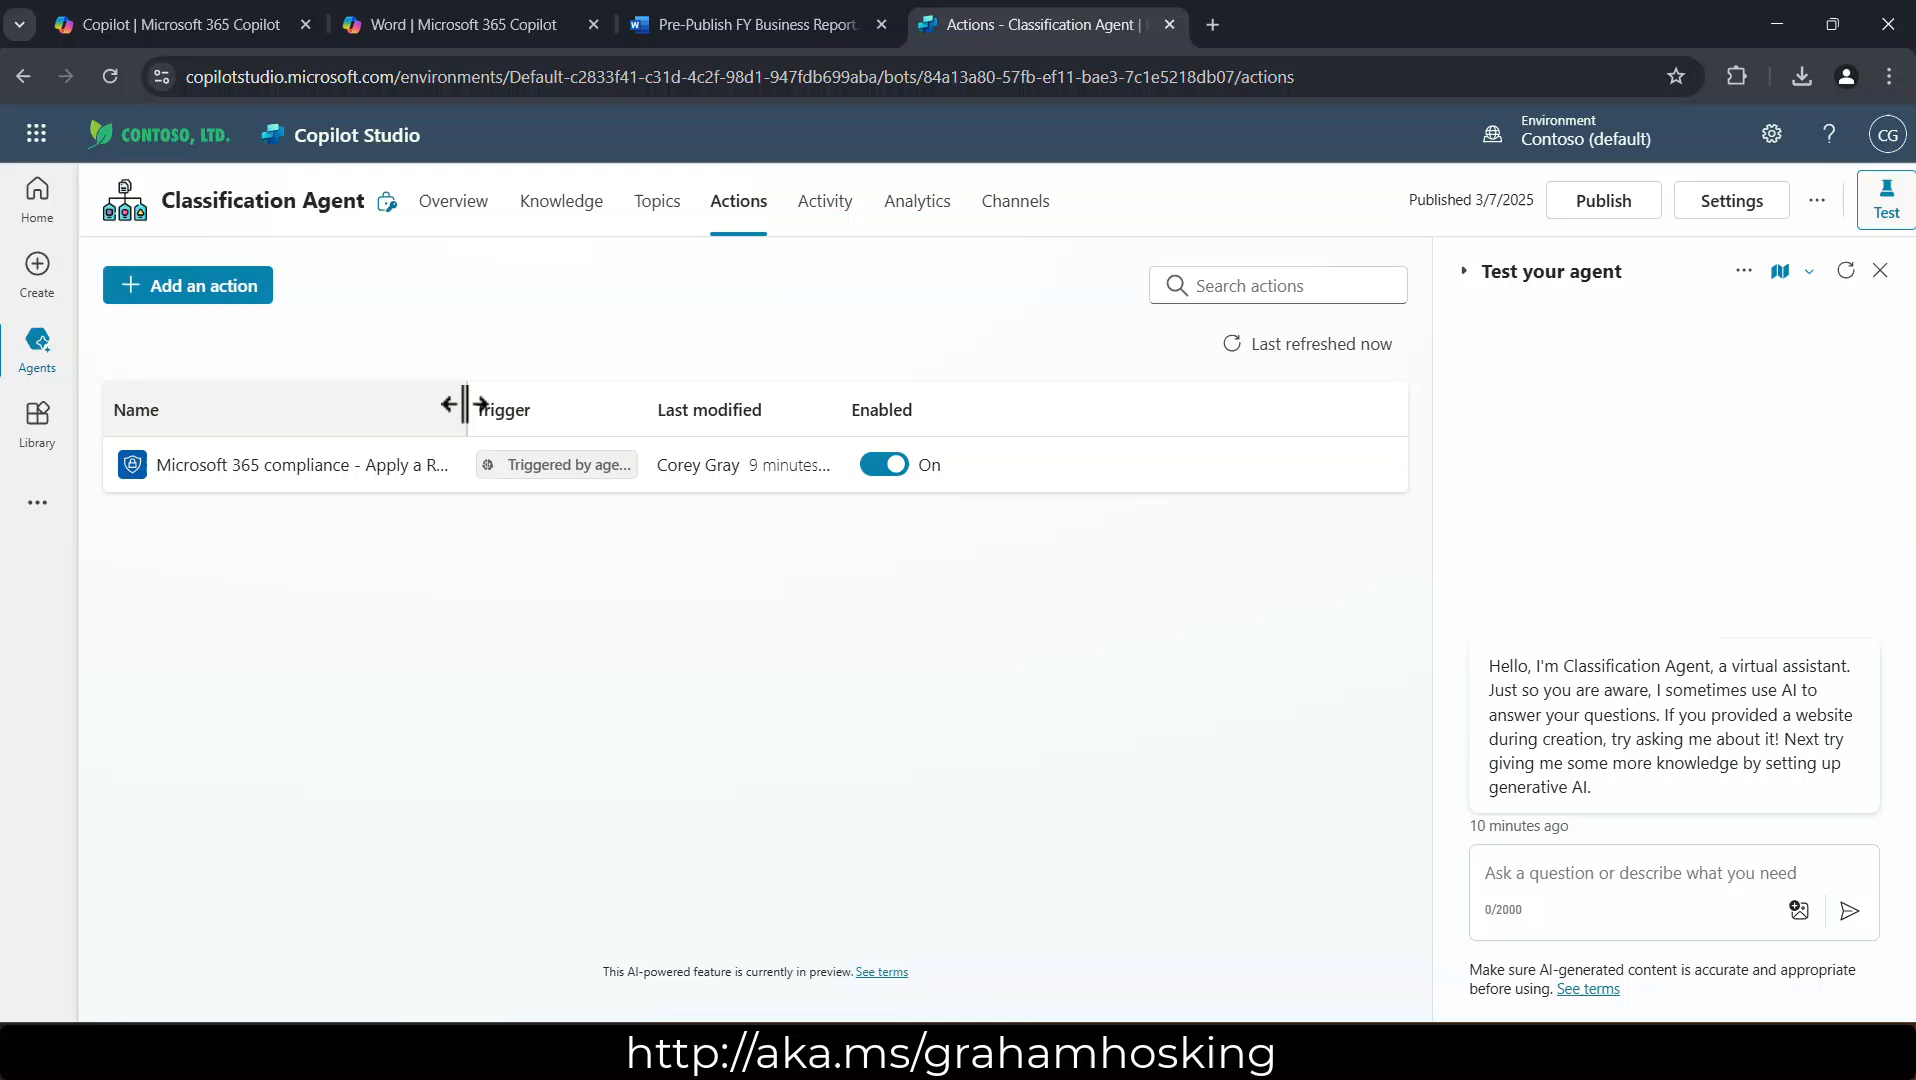 Copilot | Microsoft 365 Copilot
Word | Microsoft 365 Copilot
Pre-Publish FY Business Report.
Actions - Classification Agent |
copilotstudio.microsoft.com/environments/Default-c2833f41-c31d-4c2f-98d1-947fdb699aba/bots/84a13a80-57fb-ef11-bae3-7c1e5218db07/actions
CONTOSO, LTD.
Copilot Studio
Environment
Contoso (default)
CG
Home
Create
Agents
Library
Classification Agent
Overview
Knowledge
Topics
Actions
Activity
Analytics
Channels
Published 3/7/2025
Publish
Settings
Test
Add an action
Search actions
Last refreshed now
Name
Trigger
Last modified
Enabled
Microsoft 365 compliance - Apply a R...
Triggered by age...
Corey Gray 9 minutes...
On
This AI-powered feature is currently in preview. See terms
Test your agent
Hello, I'm Classification Agent, a virtual assistant.
Just so you are aware, I sometimes use AI to
answer your questions. If you provided a website
during creation, try asking me about it! Next try
giving me some more knowledge by setting up
generative AI.
10 minutes ago
Ask a question or describe what you need
0/2000
Make sure AI-generated content is accurate and appropriate
before using. See terms
http://aka.ms/grahamhosking